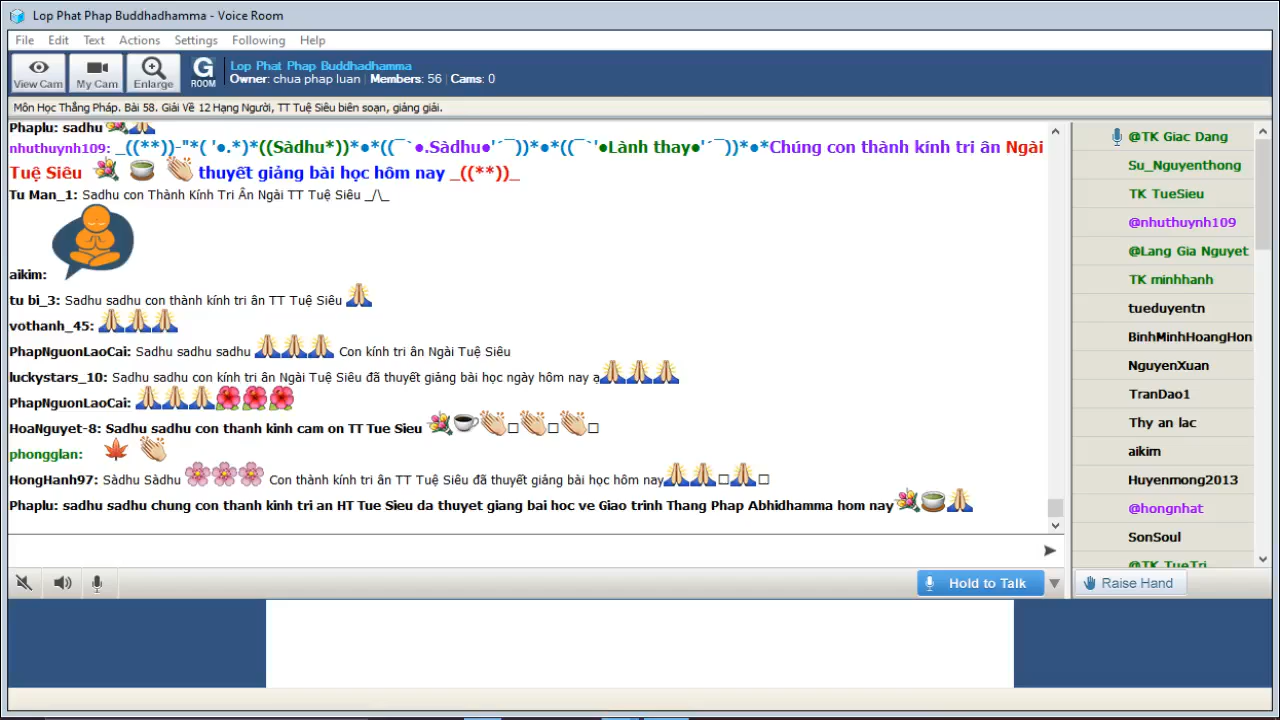 Lop Phat Phap Buddhadhamma - Voice Room
File Edit Text Actions Settings Following Help
View Cam My Cam Enlarge G ROOM
Lop Phat Phap Buddhadhamma
Owner: chua phap luan | Members: 56 | Cams: 0
Môn Học Thắng Pháp. Bài 58. Giải Về 12 Hạng Người, TT Tuệ Siêu biên soạn, giảng giải.
Phaplu: sadhu
nhuthuynh109: _((**))-"*( '●.*)*((Sàdhu*))*●*((¯`●.Sàdhu●'´¯))*●*●*((¯`'●Lành thay●'´¯))*●*●*Chúng con thành kính tri ân Ngài
Tuệ Siêu thuyết giảng bài học hôm nay _((**))_
Tu Man_1: Sadhu con Thành Kính Tri Ân Ngài TT Tuệ Siêu _/\_
aikim:
tu bi_3: Sadhu sadhu con thành kính tri ân TT Tuệ Siêu
vothanh_45:
PhapNguonLaoCai: Sadhu sadhu sadhu Con kính tri ân Ngài Tuệ Siêu
luckystars_10: Sadhu sadhu con kính tri ân Ngài Tuệ Siêu đã thuyết giảng bài học ngày hôm nay ạ
PhapNguonLaoCai:
HoaNguyet-8: Sadhu sadhu con thanh kinh cam on TT Tue Sieu
phongglan:
HongHanh97: Sàdhu Sàdhu Con thành kính tri ân TT Tuệ Siêu đã thuyết giảng bài học hôm nay
Phaplu: sadhu sadhu chung con thanh kinh tri an HT Tue Sieu da thuyet giang bai hoc ve Giao trinh Thang Phap Abhidhamma hom nay
@TK Giac Dang
Su_Nguyenthong
TK TueSieu
@nhuthuynh109
@Lang Gia Nguyet
TK minhhanh
tueduyentn
BinhMinhHoangHon
NguyenXuan
TranDao1
Thy an lac
aikim
Huyenmong2013
@hongnhat
SonSoul
@TK TueTri
Hold to Talk
Raise Hand